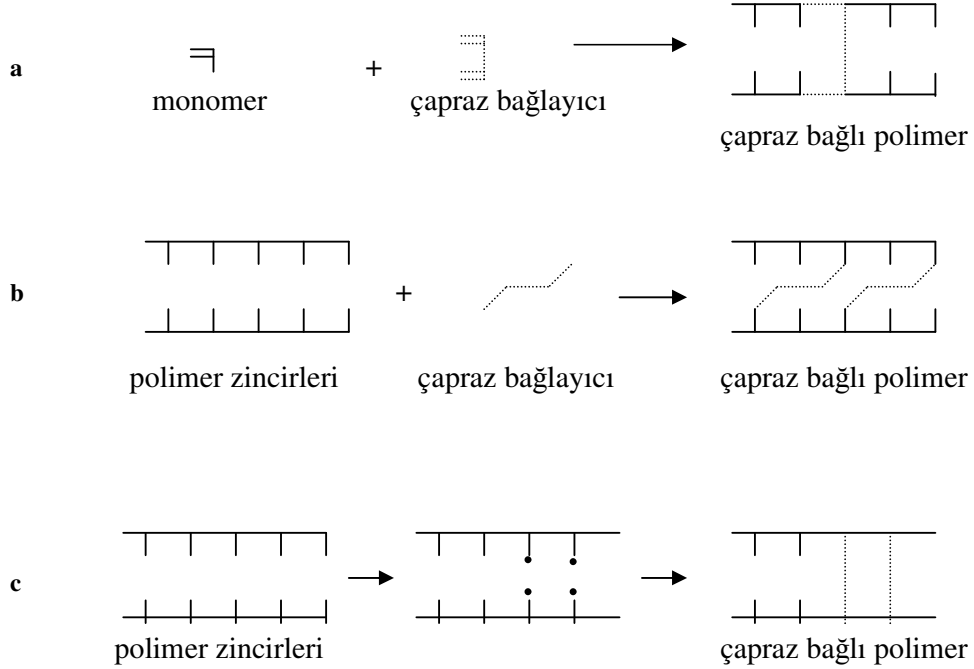 a
+
monomer
çapraz bağlayıcı
çapraz bağlı polimer
b
+
polimer zincirleri
çapraz bağlayıcı
çapraz bağlı polimer
c
polimer zincirleri
çapraz bağlı polimer